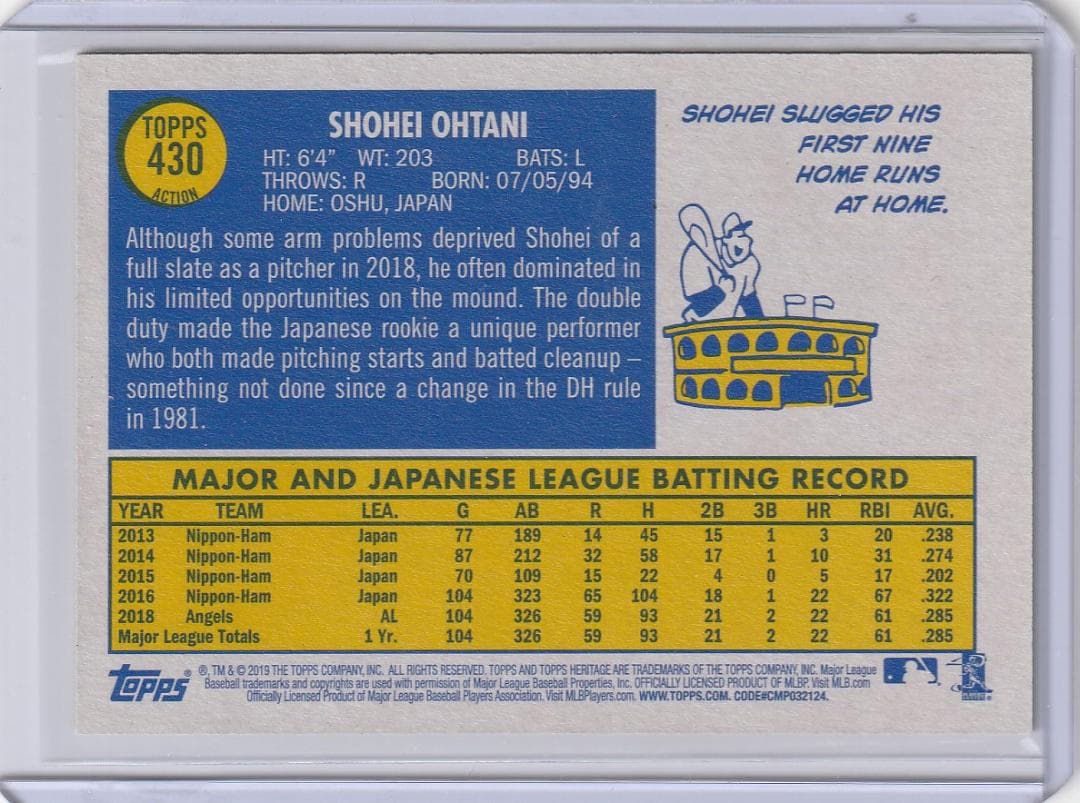 TOPPS
430
ACTION
SHOHEI OHTANI
HT: 6'4" WT: 203 BATS: L
THROWS: R BORN: 07/05/94
HOME: OSHU, JAPAN
Although some arm problems deprived Shohei of a
full slate as a pitcher in 2018, he often dominated in
his limited opportunities on the mound. The double
duty made the Japanese rookie a unique performer
who both made pitching starts and batted cleanup –
something not done since a change in the DH rule
in 1981.
SHOHEI SLUGGED HIS
FIRST NINE
HOME RUNS
AT HOME.
MAJOR AND JAPANESE LEAGUE BATTING RECORD
YEAR TEAM LEA. G AB R H 2B 3B HR RBI AVG.
2013 Nippon-Ham Japan 77 189 14 45 15 1 3 20 .238
2014 Nippon-Ham Japan 87 212 32 58 17 1 10 31 .274
2015 Nippon-Ham Japan 70 109 15 22 4 0 5 17 .202
2016 Nippon-Ham Japan 104 323 65 104 18 1 22 67 .322
2018 Angels AL 104 326 59 93 21 2 22 61 .285
Major League Totals 1 Yr. 104 326 59 93 21 2 22 61 .285
TOPPS
®, TM & © 2019 THE TOPPS COMPANY, INC. ALL RIGHTS RESERVED. TOPPS AND TOPPS HERITAGE ARE TRADEMARKS OF THE TOPPS COMPANY, INC. Major League
Baseball trademarks and copyrights are used with permission of Major League Baseball Properties, Inc. OFFICIALLY LICENSED PRODUCT OF MLBP. Visit MLB.com
Officially Licensed Product of Major League Baseball Players Association. Visit MLBPlayers.com. WWW.TOPPS.COM. CODE#CMP032124.